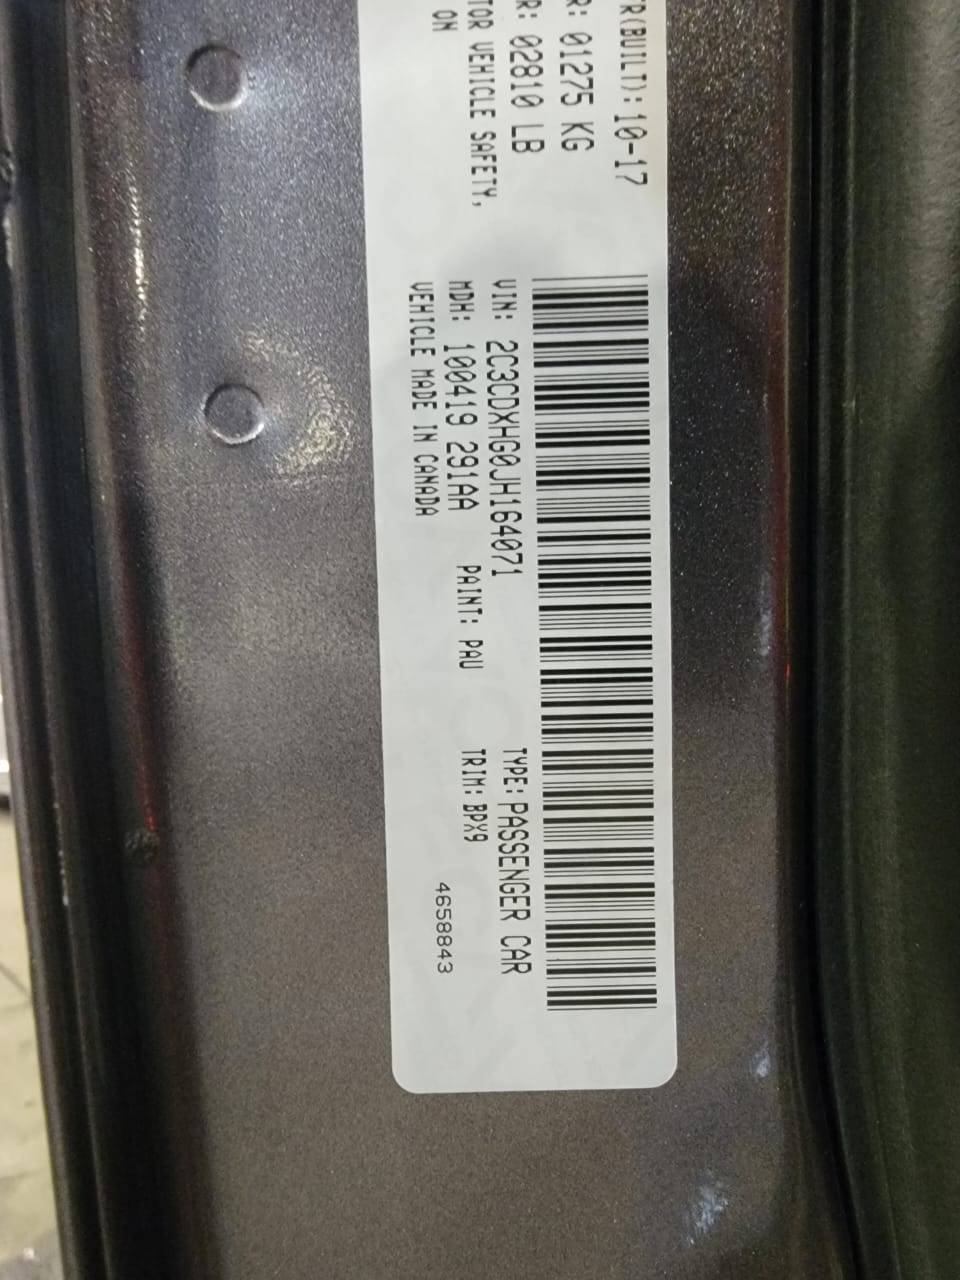 TR(BUILT): 10-17
R: 01275 KG
R: 02810 LB
TOR VEHICLE SAFETY,
ON
VIN: 2C3CDXHG0JH164071
TYPE: PASSENGER CAR
MDH: 100419 291AA
PAINT: PAU
TRIM: BPX9
VEHICLE MADE IN CANADA
4658843